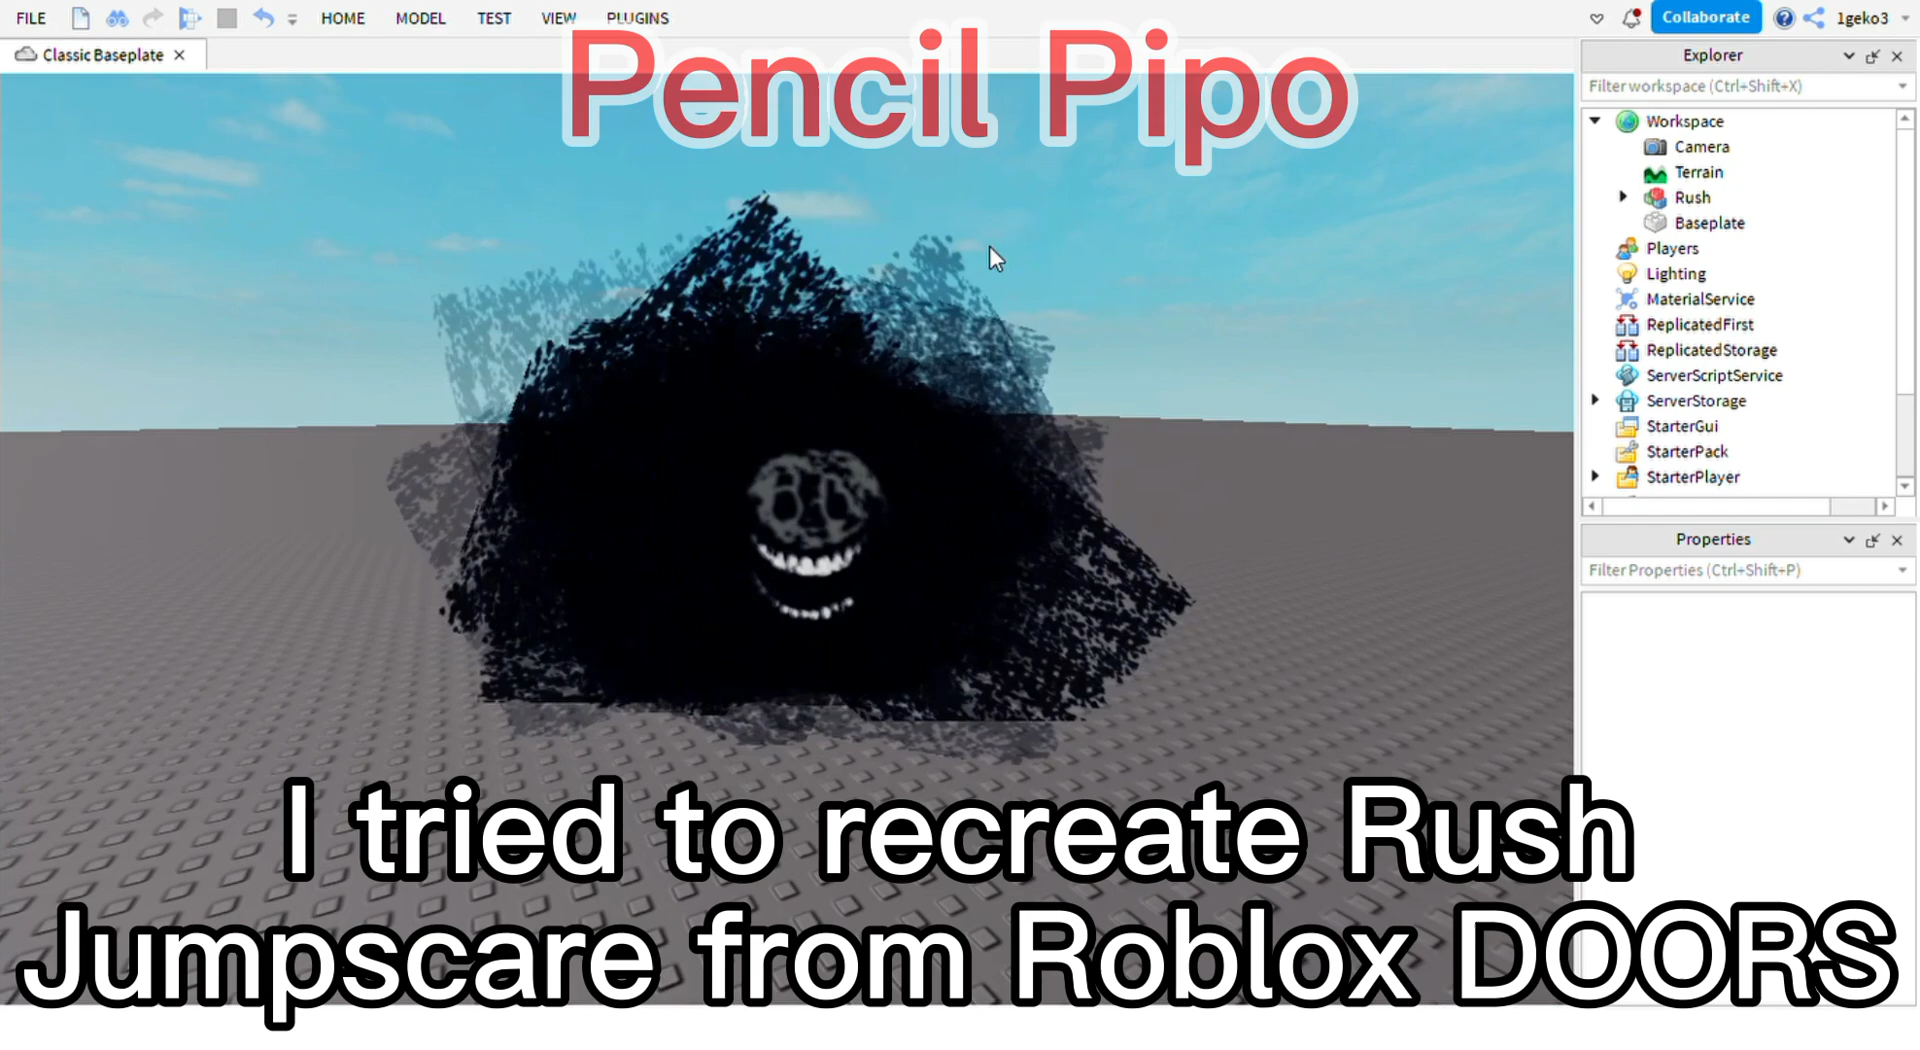 FILE HOME MODEL TEST VIEW PLUGINS Collaborate 1geko3
Classic Baseplate
Pencil Pipo
Explorer
Filter workspace (Ctrl+Shift+X)
Workspace
Camera
Terrain
Rush
Baseplate
Players
Lighting
MaterialService
ReplicatedFirst
ReplicatedStorage
ServerScriptService
ServerStorage
StarterGui
StarterPack
StarterPlayer
Properties
Filter Properties (Ctrl+Shift+P)
I tried to recreate Rush
Jumpscare from Roblox DOORS